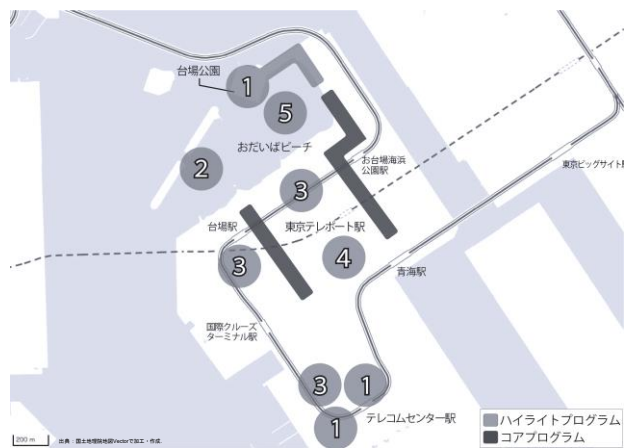 台場公園
1
5
おだいばビーチ
2
お台場海浜
公園駅
東京ビッグサイト駅
3
台場駅
東京テレポート駅
3
4
青海駅
国際クルーズ
ターミナル駅
3
1
1
テレコムセンター駅
ハイライトプログラム
コアプログラム
200 m
出典：国土地理院地図Vectorで加工・作成